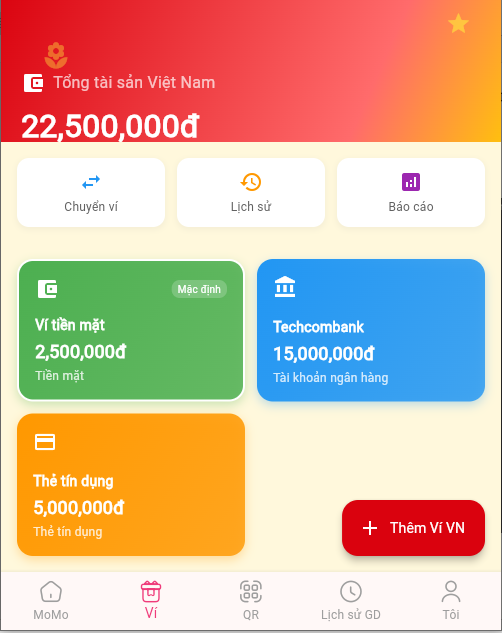 Tổng tài sản Việt Nam
22,500,000đ
Chuyển ví
Lịch sử
Báo cáo
Mặc định
Ví tiền mặt
2,500,000đ
Tiền mặt
Techcombank
15,000,000đ
Tài khoản ngân hàng
Thẻ tín dụng
5,000,000đ
Thẻ tín dụng
Thêm Ví VN
MoMo
Ví
QR
Lịch sử GD
Tôi